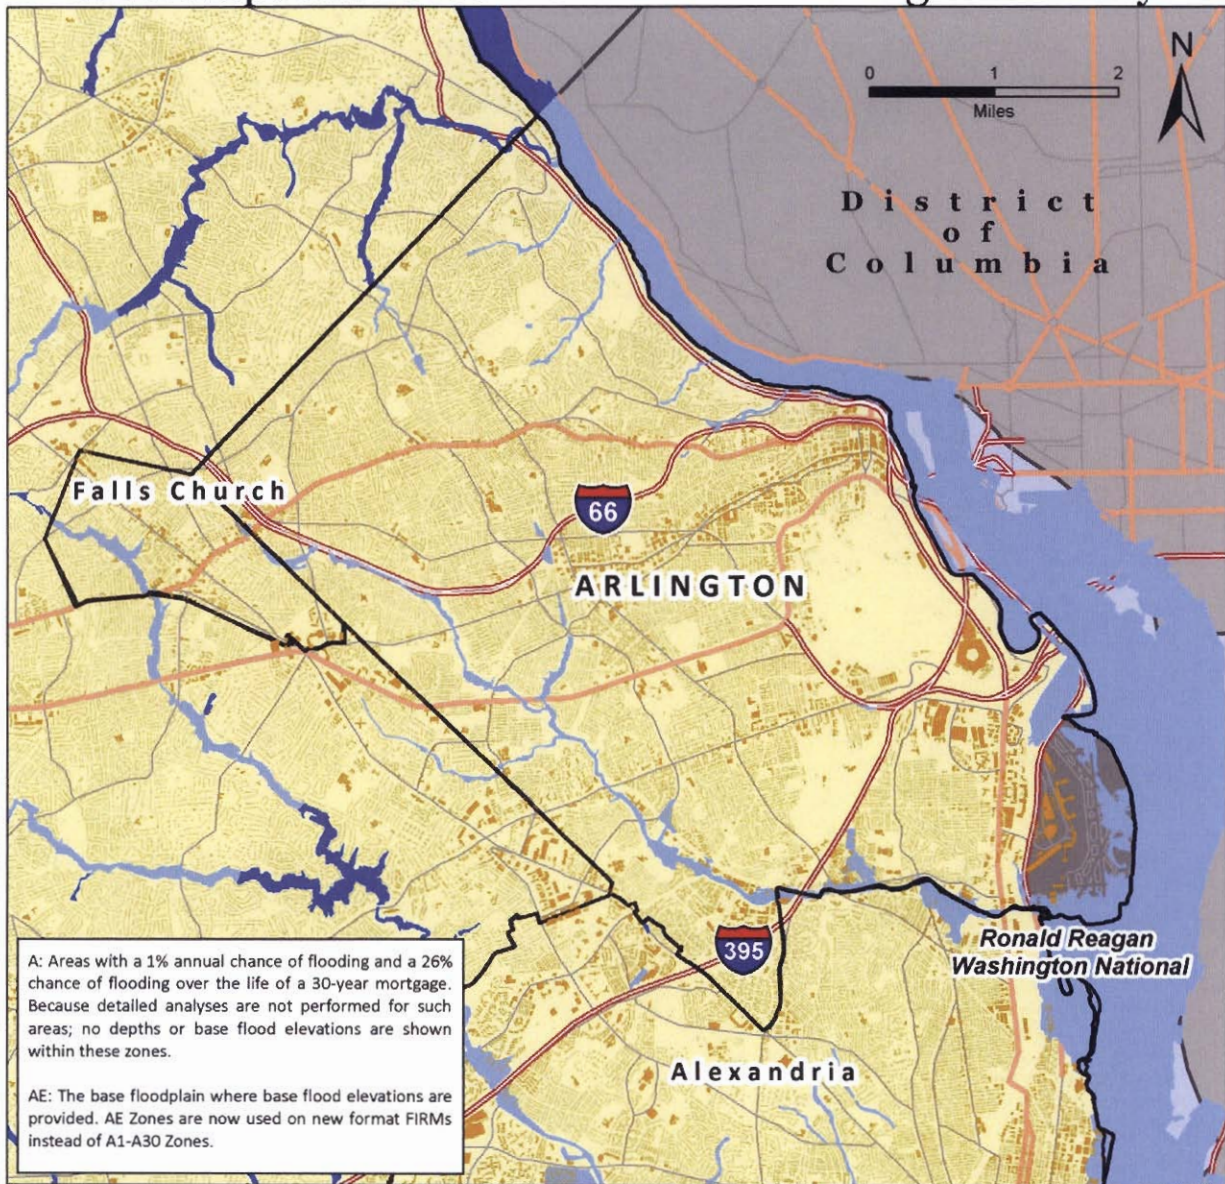 N
0 1 2
Miles
District
of
Columbia
Falls Church
66
ARLINGTON
395
Ronald Reagan
Washington National
Alexandria
A: Areas with a 1% annual chance of flooding and a 26%
chance of flooding over the life of a 30-year mortgage.
Because detailed analyses are not performed for such
areas; no depths or base flood elevations are shown
within these zones.
AE: The base floodplain where base flood elevations are
provided. AE Zones are now used on new format FIRMs
instead of A1-A30 Zones.